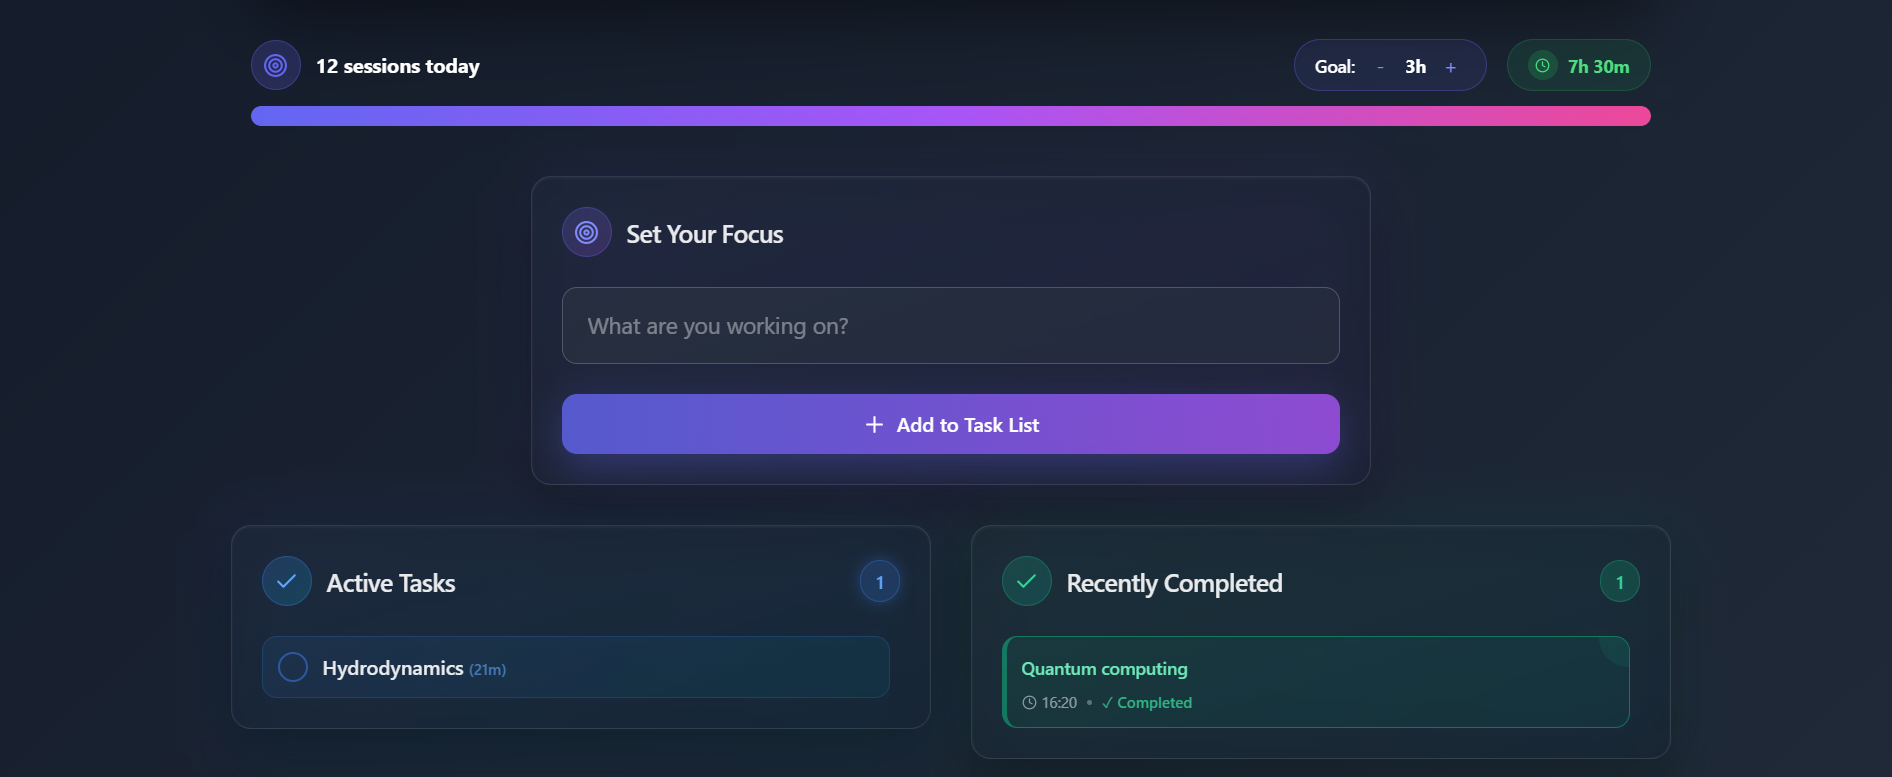 12 sessions today
Goal: - 3h +
7h 30m
Set Your Focus
What are you working on?
+ Add to Task List
Active Tasks
1
Hydrodynamics (21m)
Recently Completed
1
Quantum computing
16:20 • ✓ Completed